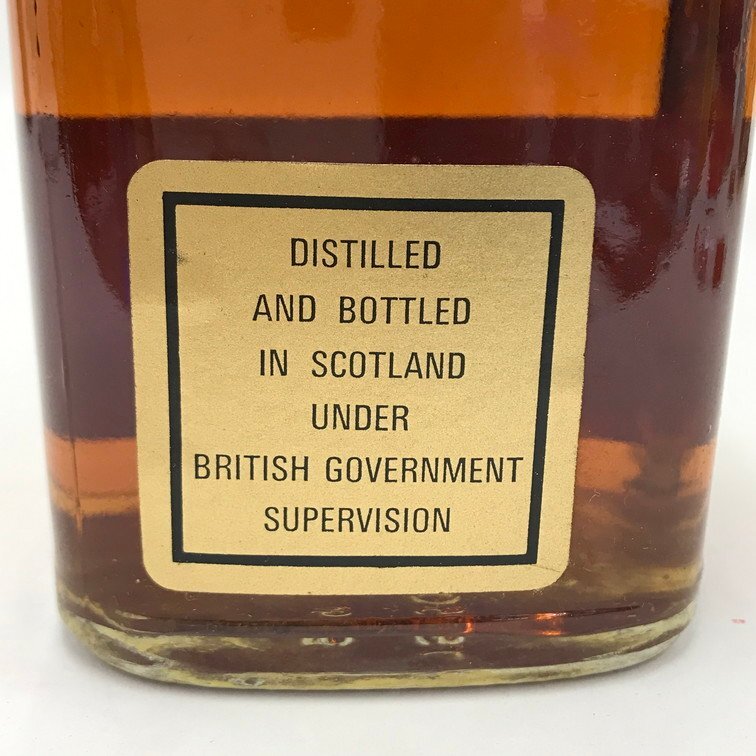 DISTILLED
AND BOTTLED
IN SCOTLAND
UNDER
BRITISH GOVERNMENT
SUPERVISION